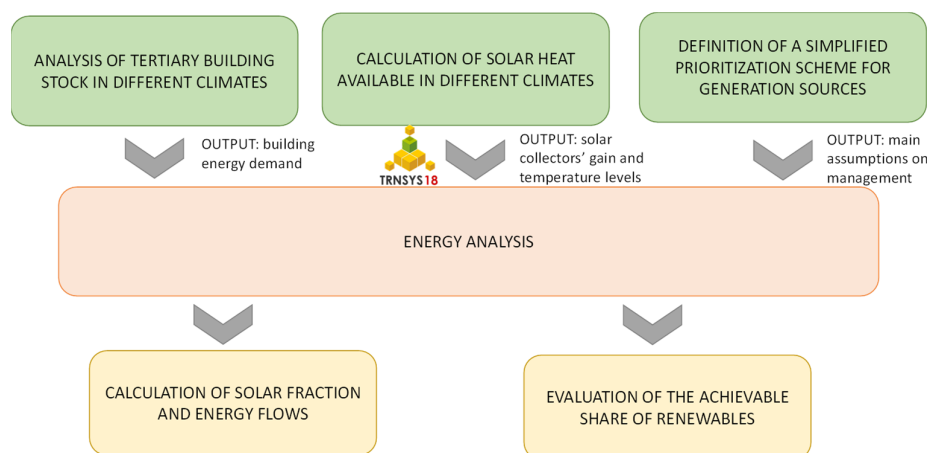 ANALYSIS OF TERTIARY BUILDING
STOCK IN DIFFERENT CLIMATES
CALCULATION OF SOLAR HEAT
AVAILABLE IN DIFFERENT CLIMATES
DEFINITION OF A SIMPLIFIED
PRIORITIZATION SCHEME FOR
GENERATION SOURCES
OUTPUT: building
energy demand
TRNSYS18
OUTPUT: solar
collectors' gain and
temperature levels
OUTPUT: main
assumptions on
management
ENERGY ANALYSIS
CALCULATION OF SOLAR FRACTION
AND ENERGY FLOWS
EVALUATION OF THE ACHIEVABLE
SHARE OF RENEWABLES